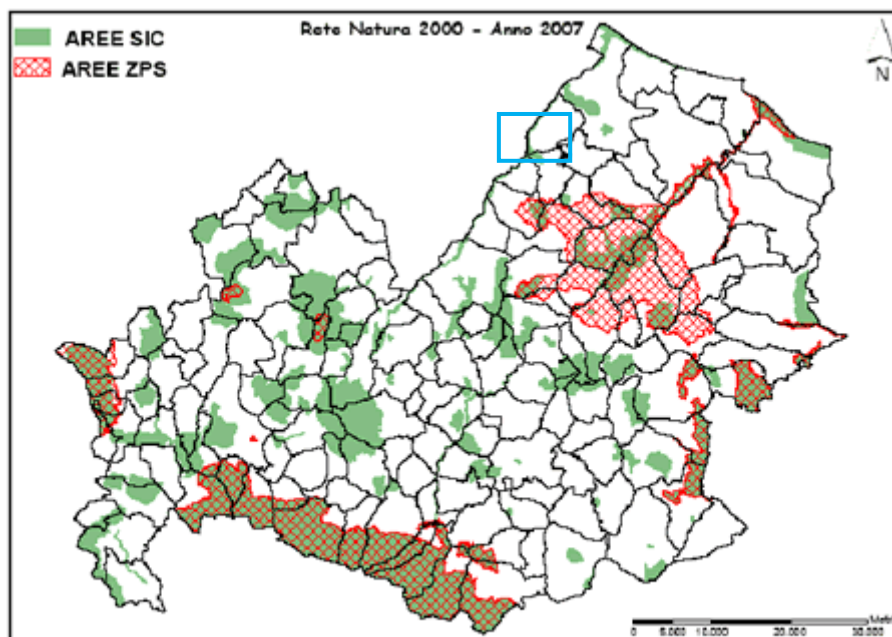 Rete Natura 2000 - Anno 2007
AREE SIC
AREE ZPS
N
0 5.000 10.000 20.000 30.000